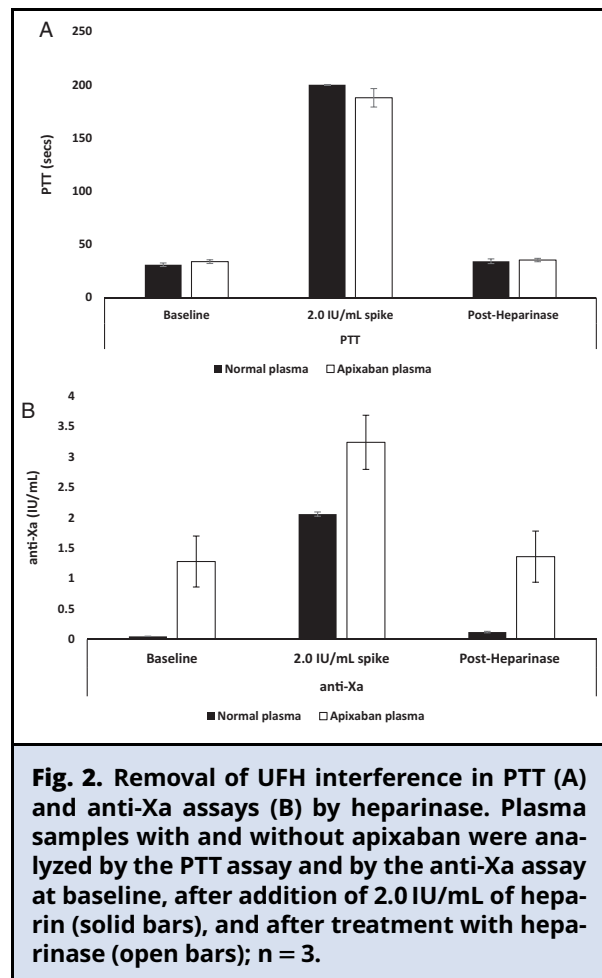 A
250
200
150
100
50
0
PTT (secs)
Baseline 2.0 IU/mL spike Post-Heparinase
PTT
■ Normal plasma □ Apixaban plasma
B
4
3.5
3
2.5
2
1.5
1
0.5
0
anti-Xa (IU/mL)
Baseline 2.0 IU/mL spike Post-Heparinase
anti-Xa
■ Normal plasma □ Apixaban plasma
Fig. 2. Removal of UFH interference in PTT (A)
and anti-Xa assays (B) by heparinase. Plasma
samples with and without apixaban were ana-
lyzed by the PTT assay and by the anti-Xa assay
at baseline, after addition of 2.0 IU/mL of hepa-
rin (solid bars), and after treatment with hep-
arinase (open bars); n = 3.